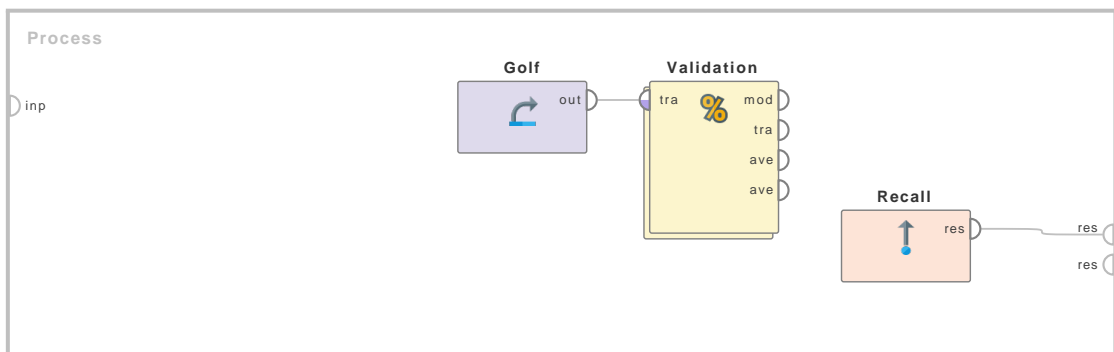 Process
inp
Golf
out
Validation
tra
mod
tra
ave
ave
%
Recall
res
res
res